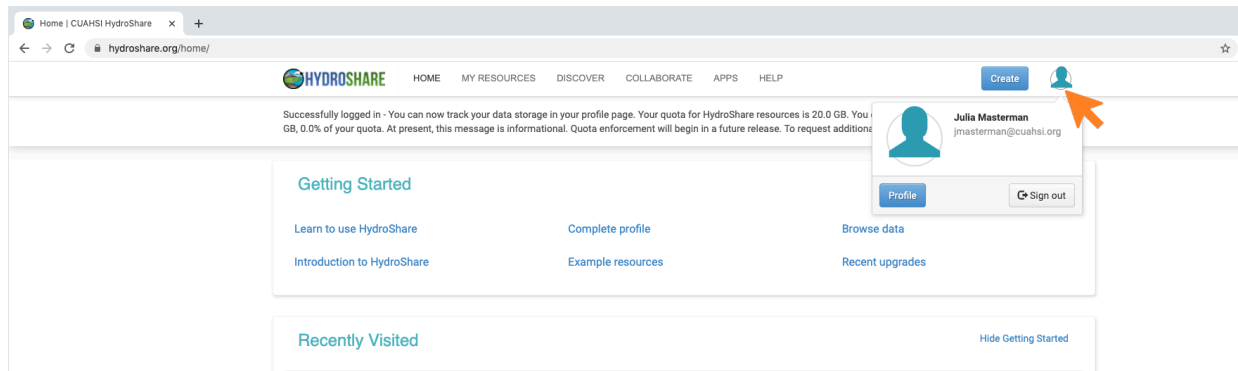 Home | CUAHSI HydroShare
hydroshare.org/home/
HYDROSHARE HOME MY RESOURCES DISCOVER COLLABORATE APPS HELP Create
Successfully logged in - You can now track your data storage in your profile page. Your quota for HydroShare resources is 20.0 GB. You
GB, 0.0% of your quota. At present, this message is informational. Quota enforcement will begin in a future release. To request additiona
Julia Masterman
jmasterman@cuahsi.org
Profile Sign out
Getting Started
Learn to use HydroShare Complete profile Browse data
Introduction to HydroShare Example resources Recent upgrades
Recently Visited Hide Getting Started